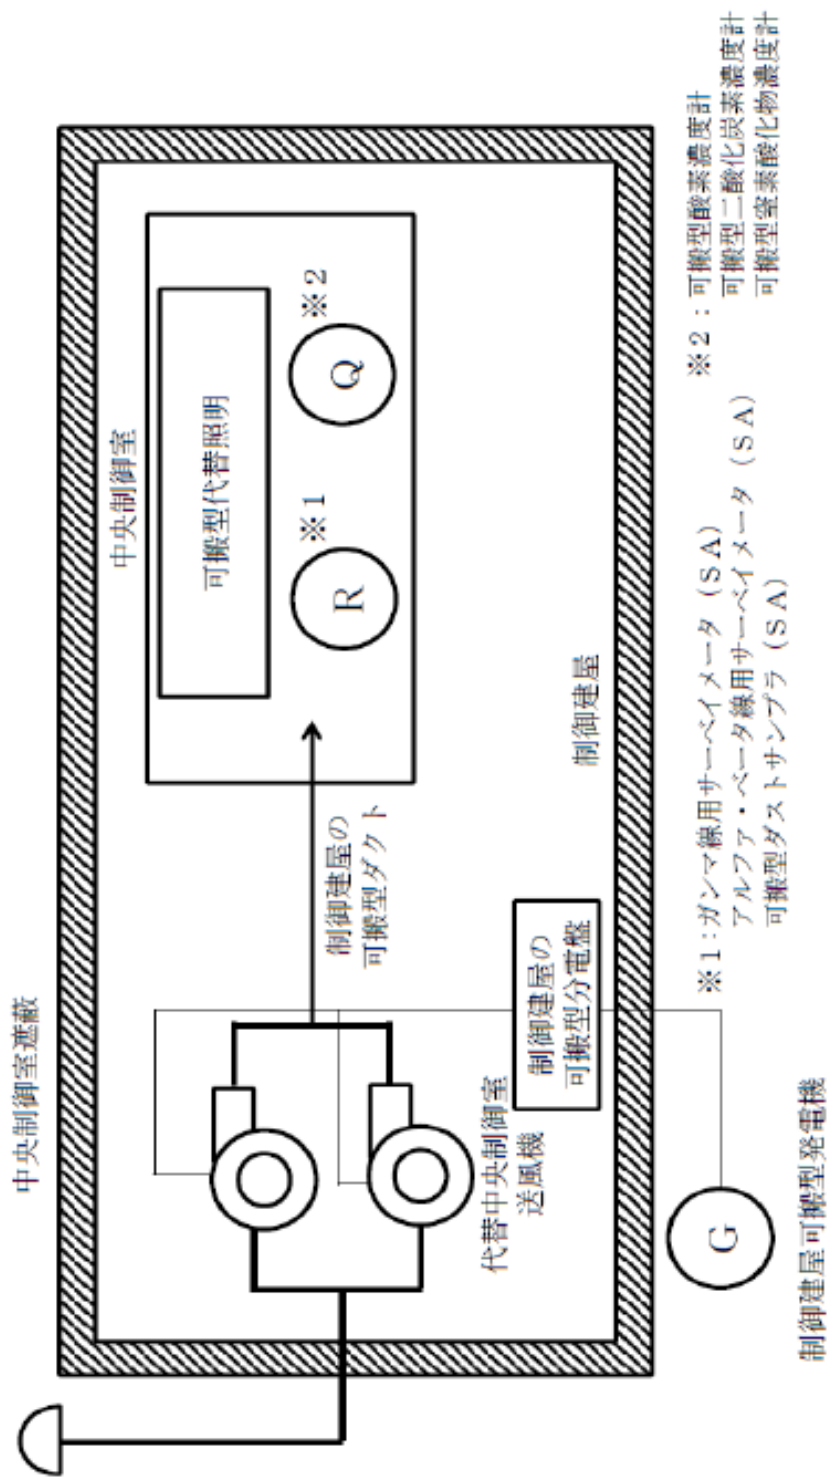 中央制御室遮蔽
中央制御室
可搬型代替照明
R
※1
Q
※2
制御建屋の
可搬型ダクト
代替中央制御室
送風機
制御建屋の
可搬型分電盤
制御建屋
G
制御建屋可搬型発電機
※1:ガンマ線用サーベイメータ(SA)
アルファ・ベータ線用サーベイメータ(SA)
可搬型ダストサンプラ(SA)
※2:可搬型酸素濃度計
可搬型二酸化炭素濃度計
可搬型窒素酸化物濃度計